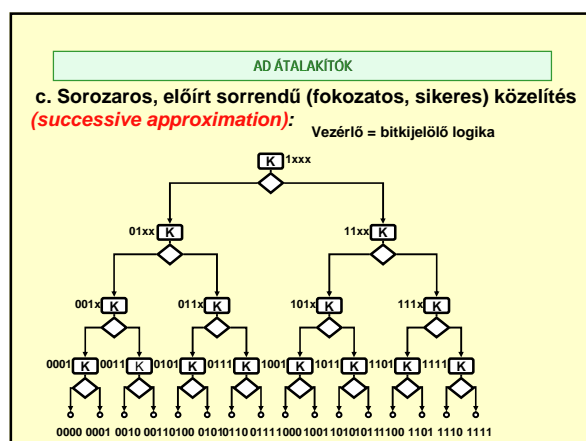 AD ÁTALAKÍTÓK
c. Sorozaros, előírt sorrendű (fokozatos, sikeres) közelítés
(successive approximation):
Vezérlő = bitkijelölő logika
K 1xxx
01xx K 11xx K
001x K 011x K 101x K 111x K
0001 K 0011 K 0101 K 0111 K 1001 K 1011 K 1101 K 1111 K
0000 0001 0010 0011 0100 0101 0110 0111 1000 1001 1010 1011 1100 1101 1110 1111